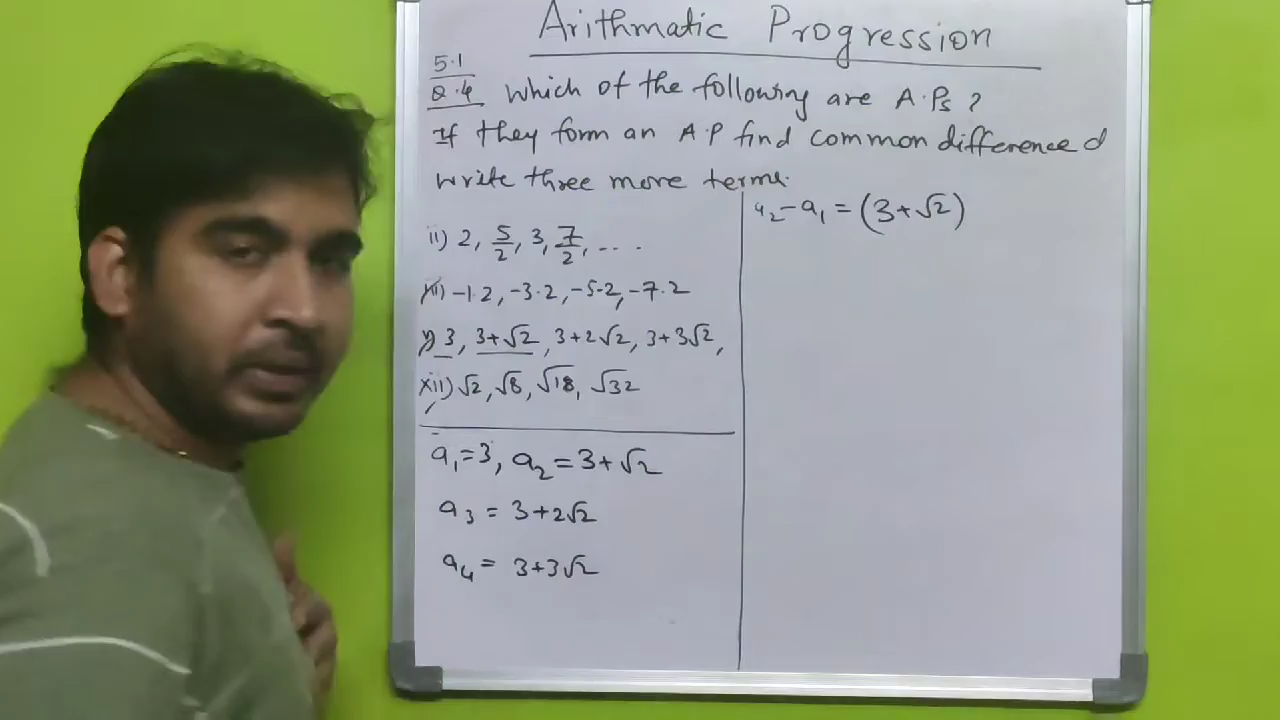 Arithmatic Progression
5.1
Q.4 Which of the following are A.Ps ?
If they form an A.P find common difference d
write three more terms.
ii) 2, 5/2, 3, 7/2, ....
iii) -1.2, -3.2, -5.2, -7.2
v) 3, 3+√2, 3+2√2, 3+3√2,
xii) √2, √8, √18, √32
a₁=3, a₂=3+√2
a₃ = 3+2√2
a₄ = 3+3√2
a₂-a₁ = (3+√2)